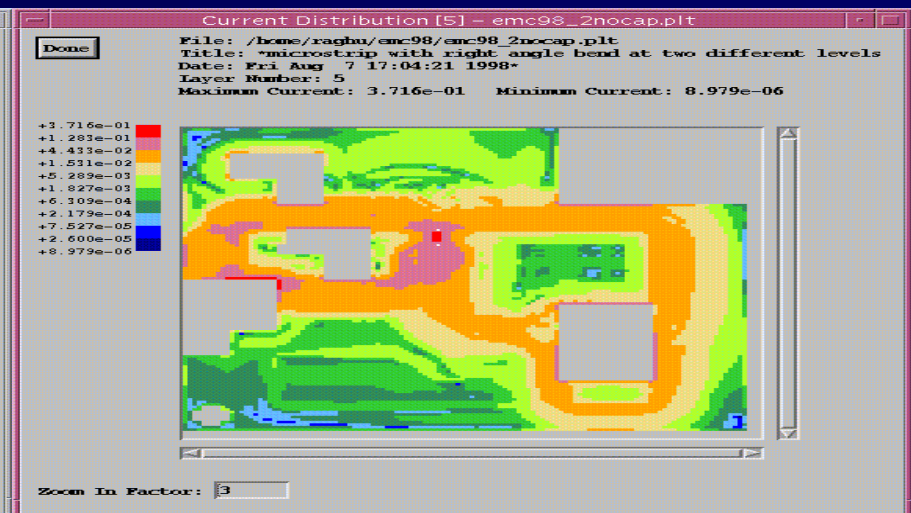 Current Distribution [5] – emc98_2nocap.plt
Done
File: /home/raghu/emc98/emc98_2nocap.plt
Title: *microstrip with right angle bend at two different levels
Date: Fri Aug  7 17:04:21 1998*
Layer Number: 5
Maximum Current: 3.716e-01   Minimum Current: 8.979e-06
+3.716e-01
+1.283e-01
+4.433e-02
+1.531e-02
+5.289e-03
+1.827e-03
+6.309e-04
+2.179e-04
+7.527e-05
+2.600e-05
+8.979e-06
Zoom In Factor: 3